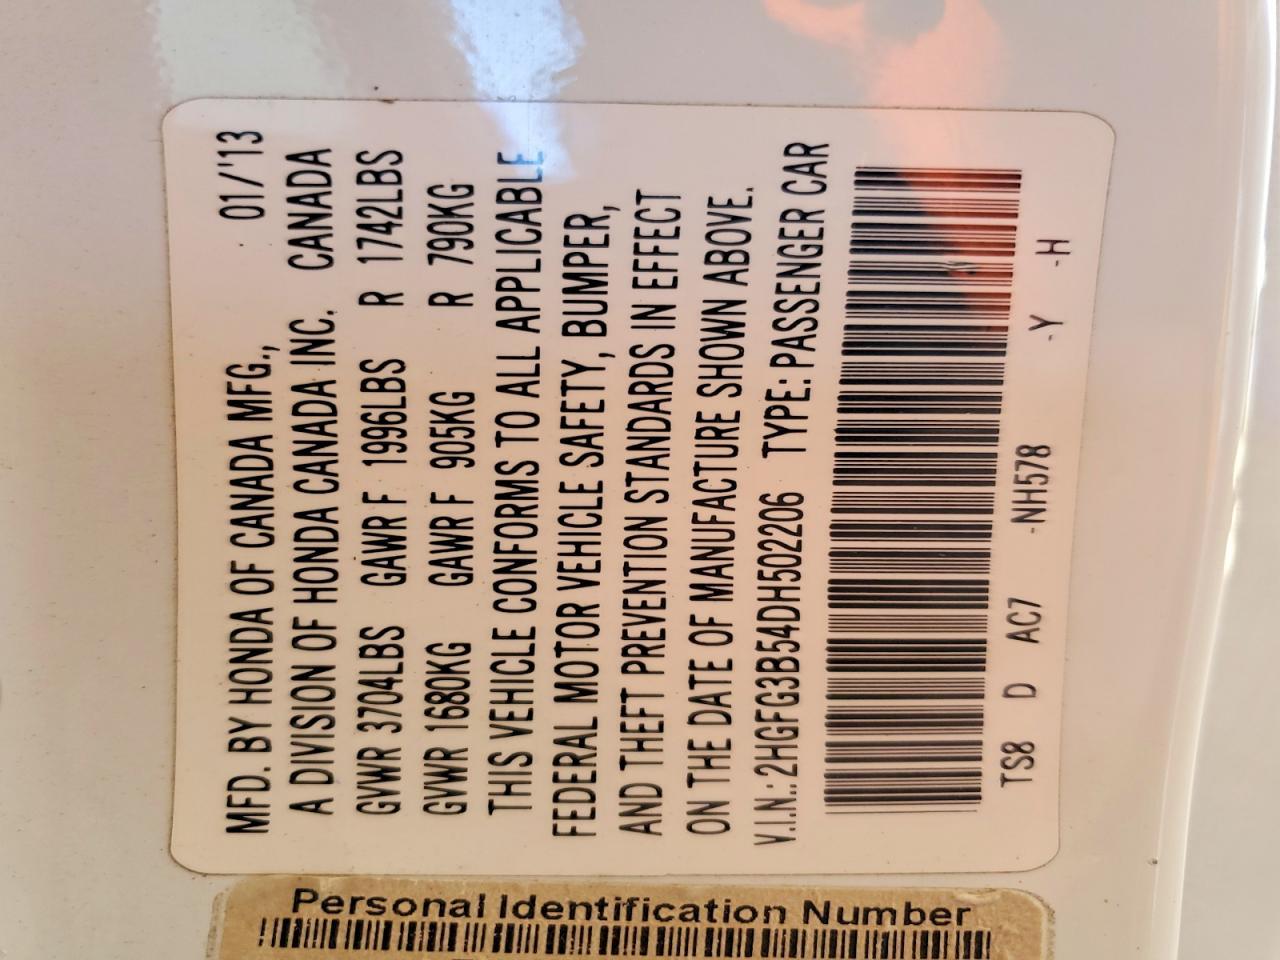 MFD. BY HONDA OF CANADA MFG., 01/'13
A DIVISION OF HONDA CANADA INC. CANADA
GVWR 3704LBS GAWR F 1996LBS R 1742LBS
GVWR 1680KG GAWR F 905KG R 790KG
THIS VEHICLE CONFORMS TO ALL APPLICABLE
FEDERAL MOTOR VEHICLE SAFETY, BUMPER,
AND THEFT PREVENTION STANDARDS IN EFFECT
ON THE DATE OF MANUFACTURE SHOWN ABOVE.
V.I.N.: 2HGFG3B54DH502206 TYPE: PASSENGER CAR
TS8 D AC7 -NH578 -Y -H
Personal Identification Number